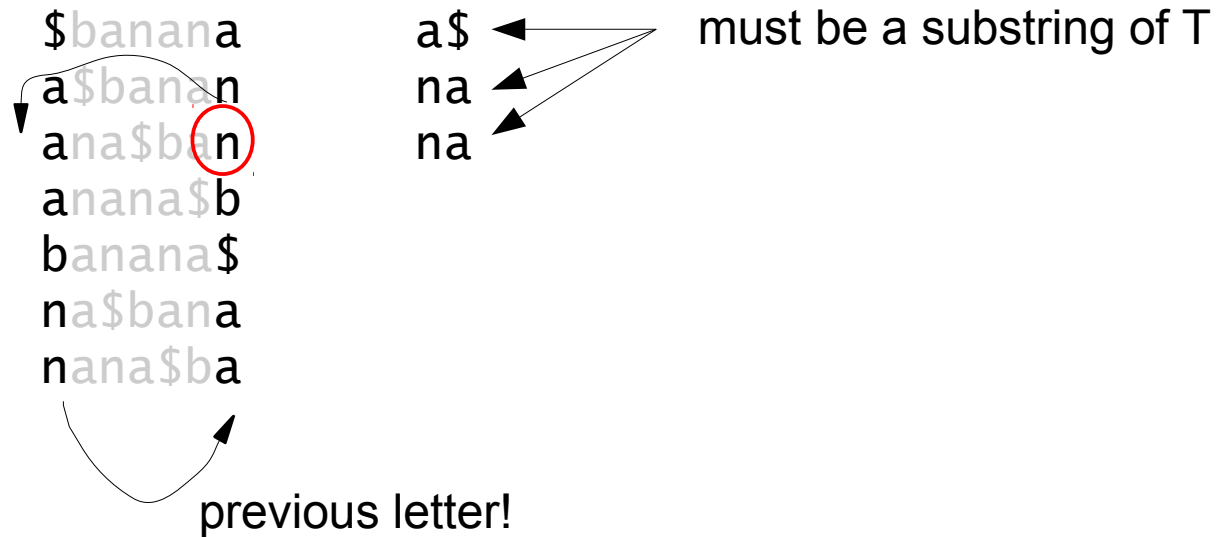 $banana a$ must be a substring of T
a$banan na
ana$ban na
anana$b
banana$
na$bana
nana$ba
previous letter!